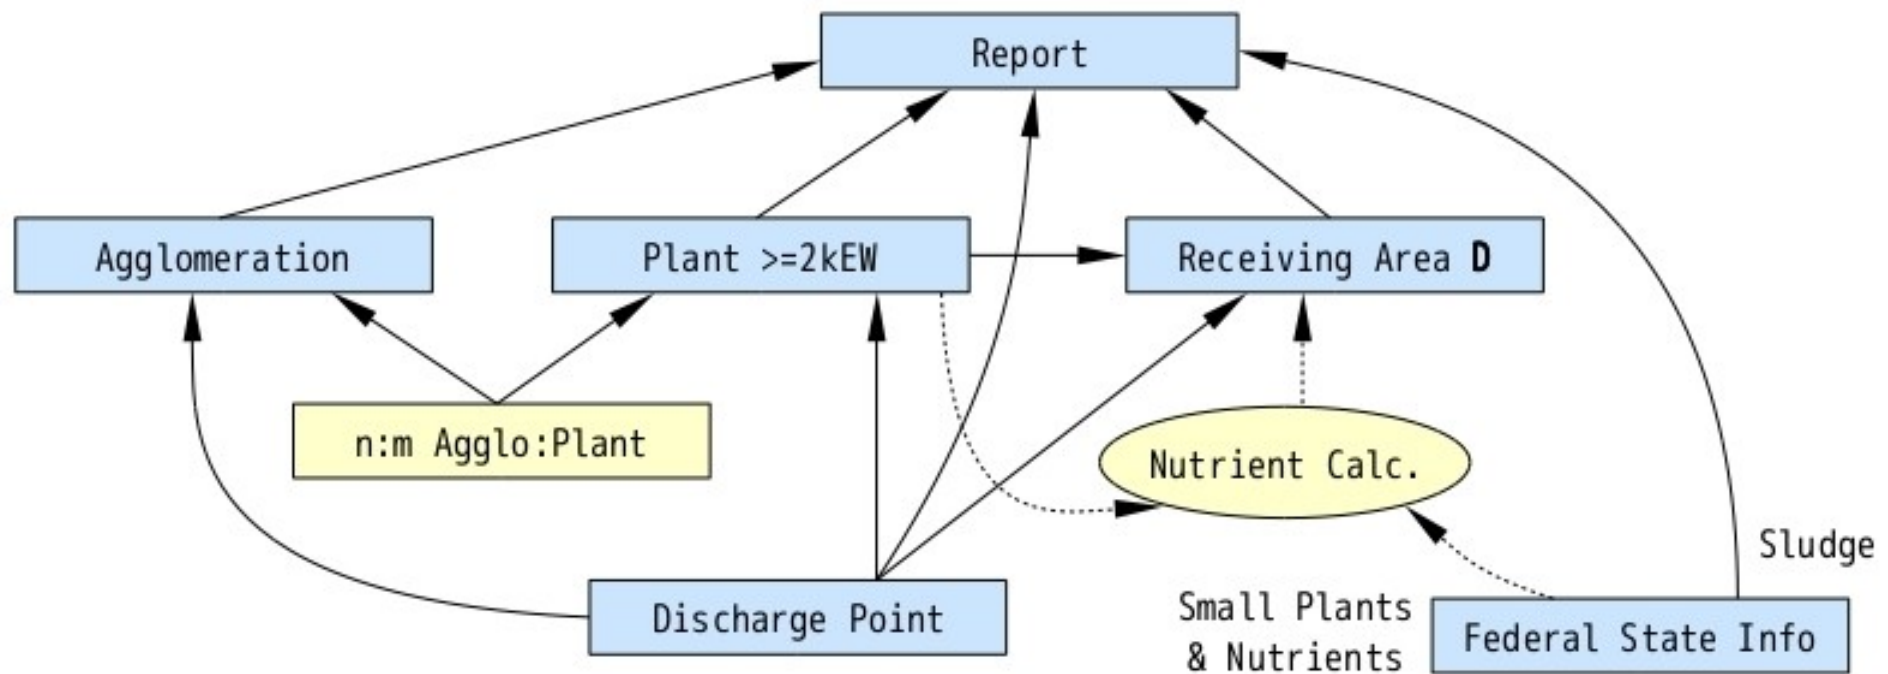 Report
Agglomeration
Plant >=2kEW
Receiving Area D
n:m Agglo:Plant
Nutrient Calc.
Sludge
Discharge Point
Small Plants
& Nutrients
Federal State Info